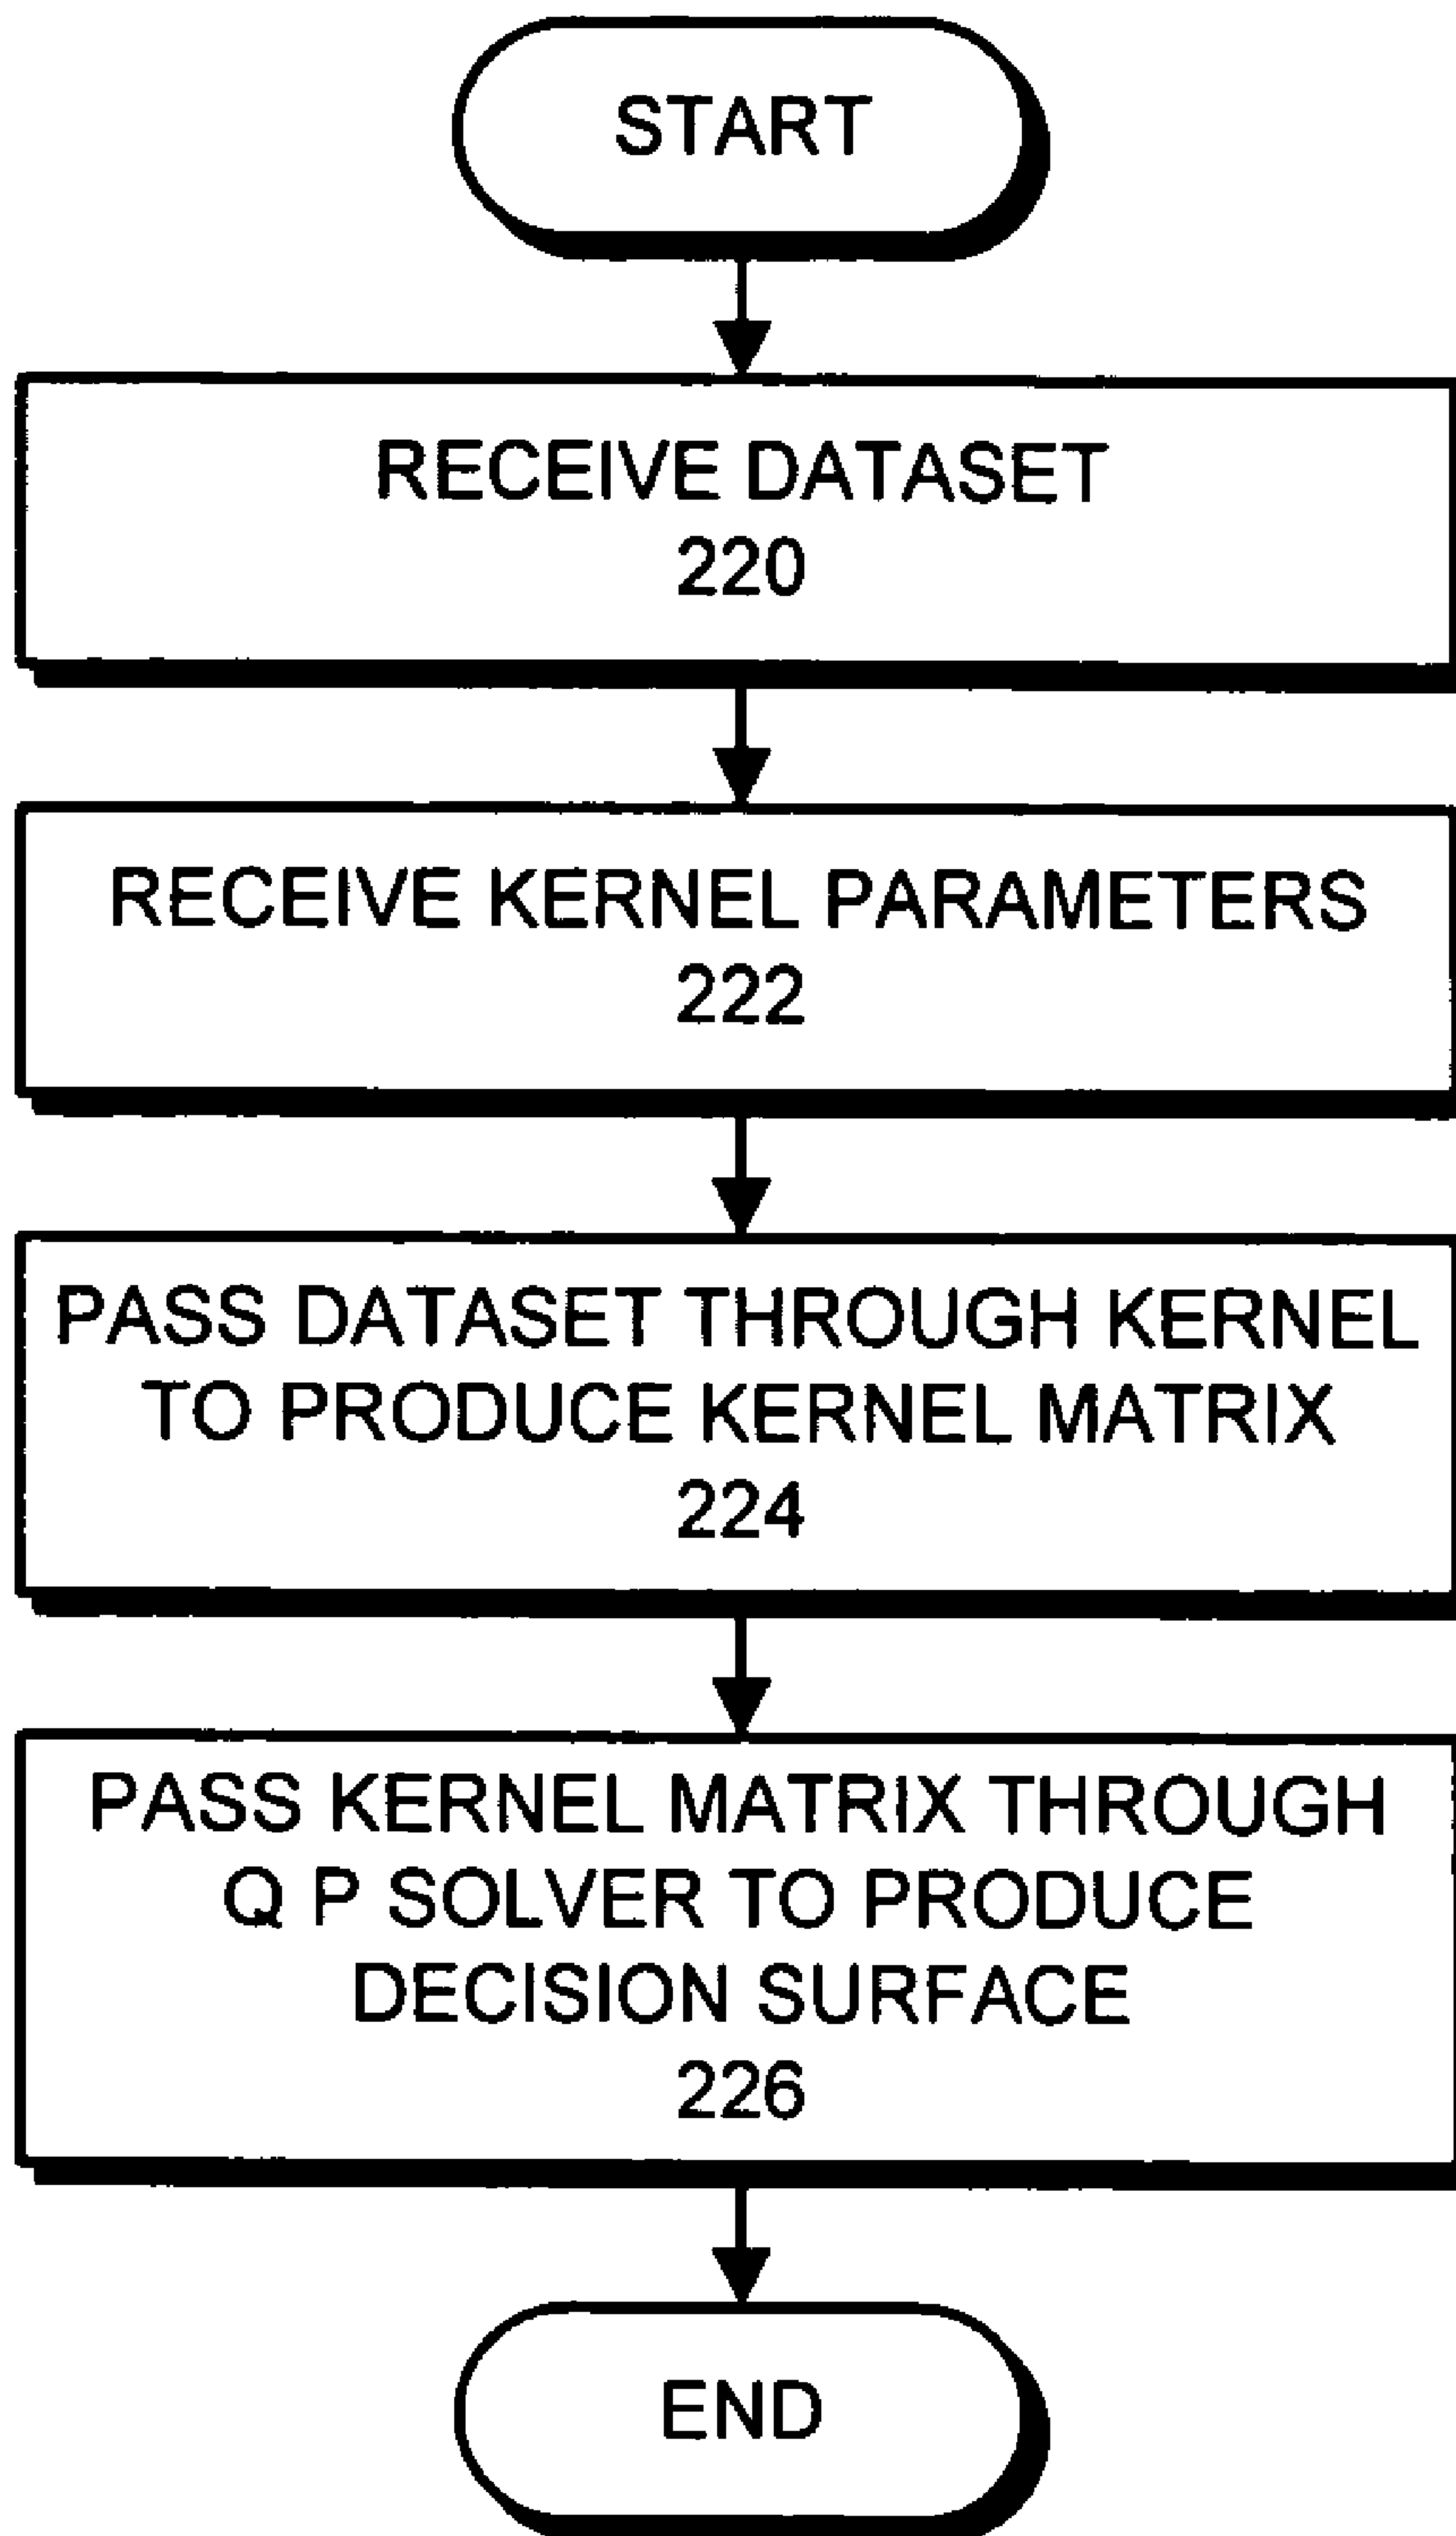 START
RECEIVE DATASET
220
RECEIVE KERNEL PARAMETERS
222
PASS DATASET THROUGH KERNEL
TO PRODUCE KERNEL MATRIX
224
PASS KERNEL MATRIX THROUGH
Q P SOLVER TO PRODUCE
DECISION SURFACE
226
END